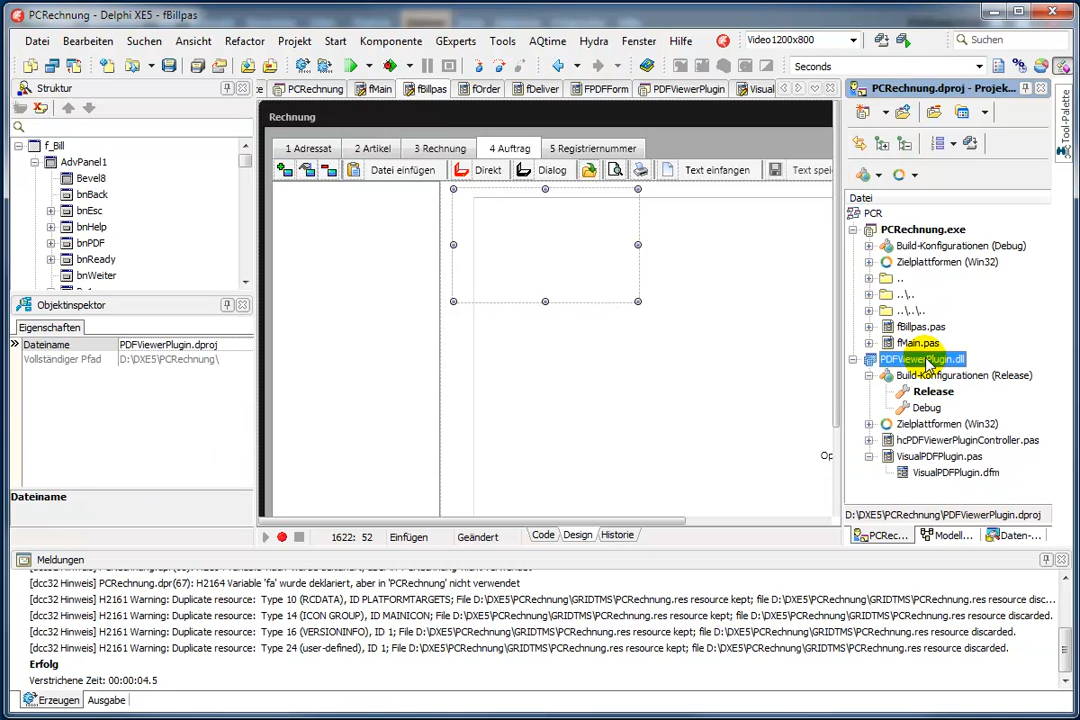 PCRechnung - Delphi XE5 - fBillpas
Datei Bearbeiten Suchen Ansicht Refactor Projekt Start Komponente GExperts Tools AQtime Hydra Fenster Hilfe Video1200x800 Suchen
Seconds
Struktur
PCRechnung fMain fBillpas fOrder fDeliver FPDFForm PDFViewerPlugin Visual
PCRechnung.dproj - Projek...
Tool-Palette
f_Bill
AdvPanel1
Bevel8
bnBack
bnEsc
bnHelp
bnPDF
bnReady
bnWeiter
Rechnung
1 Adressat 2 Artikel 3 Rechnung 4 Auftrag 5 Registriernummer
Datei einfügen Direkt Dialog Text einfangen Text spei
Op
Objektinspektor
Eigenschaften
Dateiname PDFViewerPlugin.dproj
Vollständiger Pfad D:\DXE5\PCRechnung\
Dateiname
1622: 52 Einfügen Geändert Code Design Historie
Datei
PCR
PCRechnung.exe
Build-Konfigurationen (Debug)
Zielplattformen (Win32)
..
..\..
..\..\..
fBillpas.pas
fMain.pas
PDFViewerPlugin.dll
Build-Konfigurationen (Release)
Release
Debug
Zielplattformen (Win32)
hcPDFViewerPluginController.pas
VisualPDFPlugin.pas
VisualPDFPlugin.dfm
D:\DXE5\PCRechnung\PDFViewerPlugin.dproj
PCRec... Modell... Daten-...
Meldungen
[dcc32 Hinweis] PCRechnung.dpr(67): H2164 Variable 'fa' wurde deklariert, aber in 'PCRechnung' nicht verwendet
[dcc32 Hinweis] H2161 Warning: Duplicate resource: Type 10 (RCDATA), ID PLATFORMTARGETS; File D:\DXE5\PCRechnung\GRIDTMS.res resource kept; file D:\DXE5\PCRechnung\GRIDTMS.res resource disc...
[dcc32 Hinweis] H2161 Warning: Duplicate resource: Type 14 (ICON GROUP), ID MAINICON; File D:\DXE5\PCRechnung\GRIDTMS.res resource kept; file D:\DXE5\PCRechnung\GRIDTMS.res resource discarded.
[dcc32 Hinweis] H2161 Warning: Duplicate resource: Type 16 (VERSIONINFO), ID 1; File D:\DXE5\PCRechnung\GRIDTMS.res resource kept; file D:\DXE5\PCRechnung\GRIDTMS.res resource discarded.
[dcc32 Hinweis] H2161 Warning: Duplicate resource: Type 24 (user-defined), ID 1; File D:\DXE5\PCRechnung\GRIDTMS.res resource kept; file D:\DXE5\PCRechnung\GRIDTMS.res resource discarded.
Erfolg
Verstrichene Zeit: 00:00:04.5
Erzeugen Ausgabe